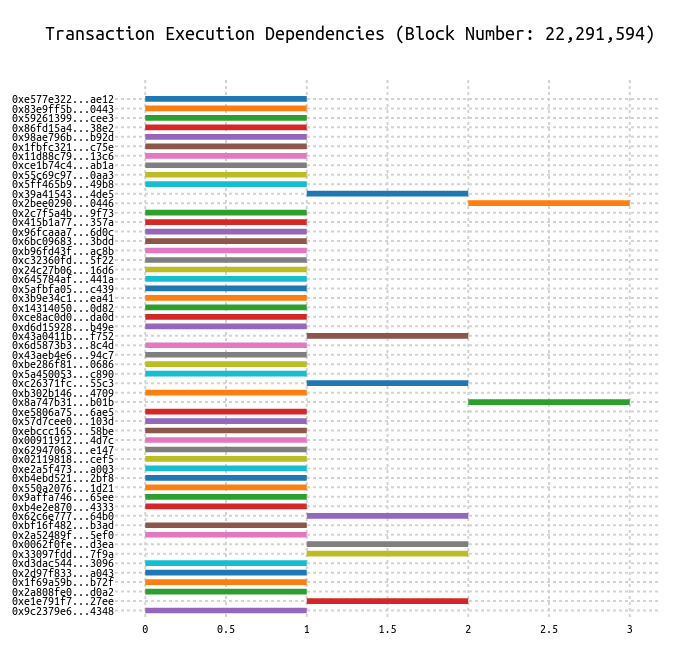 Transaction Execution Dependencies (Block Number: 22,291,594)
0xe577e322...ae12
0x83e9ff5b...0443
0x59261399...cee3
0x86fd15a4...38e2
0x98ae796b...b92d
0x1fbfc321...c75e
0x11d88c79...13c6
0xce1b74c4...ab1a
0x55c69c97...0aa3
0x5ff465b9...49b8
0x39a41543...4de5
0x2bee0290...0446
0x2c7f5a4b...9f73
0x415b1a77...357a
0x96fcaaa7...6d0c
0x6bc09683...3bdd
0xb96fd43f...ac8b
0xc32360fd...5f22
0x24c27b06...16d6
0x645784af...441a
0x5afbfa05...c439
0x3b9e34c1...ea41
0x14314050...0d82
0xce8ac0d0...da0d
0xd6d15928...b49e
0x43a0411b...f752
0x6d5873b3...8c4d
0x43aeb4e6...94c7
0xbe286f81...0686
0x5a450053...c890
0xc26371fc...55c3
0xb302b146...4709
0x8a747b31...b01b
0xe5806a75...6ae5
0x57d7cee0...103d
0xebccc165...58be
0x00911912...4d7c
0x62947063...e147
0x02119818...cef5
0xe2a5f473...a003
0xb4ebd521...2bf8
0x550a2076...1d21
0x9affa746...65ee
0xb4e2e870...4333
0x62c6e777...64b0
0xbf16f482...b3ad
0x2a52489f...5ef0
0x0062f0fe...d3ea
0x33097fdd...7f9a
0xd3dac544...3096
0x2d97f833...a043
0x1f69a59b...b72f
0x2a808fe0...d0a2
0xe1e791f7...27ee
0x9c2379e6...4348
0 0.5 1 1.5 2 2.5 3